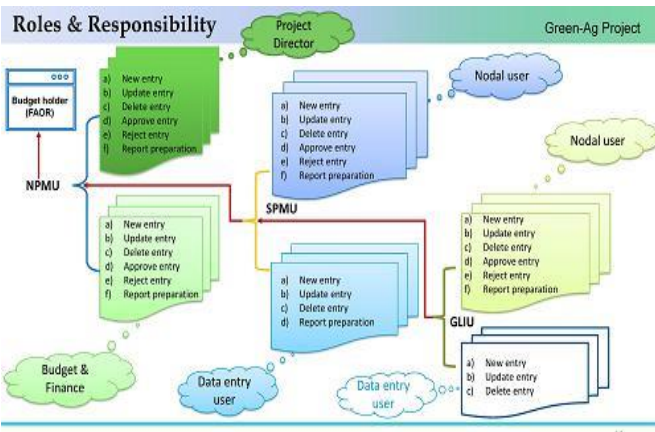 Roles & Responsibility
Green-Ag Project
Project
Director
Nodal user
Budget holder
(FAOR)
a) New entry
b) Update entry
c) Delete entry
d) Approve entry
e) Reject entry
f) Report preparation
a) New entry
b) Update entry
c) Delete entry
d) Approve entry
e) Reject entry
f) Report preparation
Nodal user
NPMU
SPMU
a) New entry
b) Update entry
c) Delete entry
d) Approve entry
e) Reject entry
f) Report preparation
a) New entry
b) Update entry
c) Delete entry
d) Approve entry
e) Reject entry
f) Report preparation
a) New entry
b) Update entry
c) Delete entry
d) Report preparation
GLIU
a) New entry
b) Update entry
c) Delete entry
Budget &
Finance
Data entry
user
Data entry
user